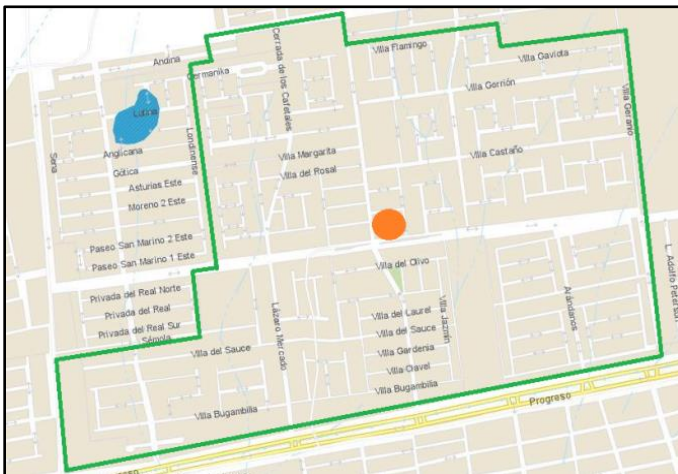 Villa Flamingo
Villa Gaviota
Andina
Germanika
Cerrada de los Cafetales
Villa Gorrión
Villa Geranio
Latina
Londinense
Sena
Anglicana
Villa Margarita
Villa Castaño
Gótica
Villa del Rosal
Asturias Este
Moreno 2 Este
Paseo San Marino 2 Este
Paseo San Marino 1 Este
Villa del Olivo
L. Adolfo Peterson
Privada del Real Norte
Privada del Real
Privada del Real Sur
Sémola
Lázaro Mercado
Villa del Laurel
Villa Jazmín
Arándanos
Villa del Sauce
Villa del Sauce
Villa Gardenia
Villa Clavel
Villa Bugambilia
Villa Bugambilia
Progreso